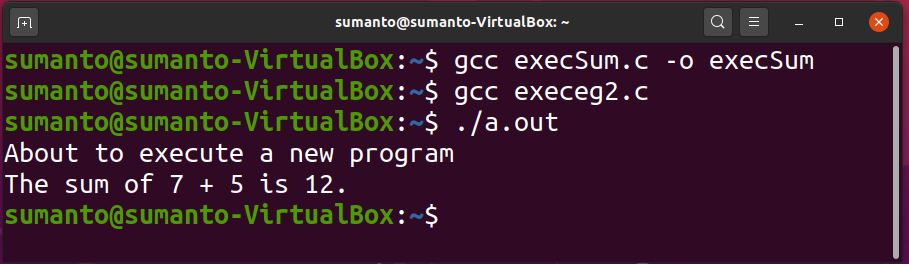 sumanto@sumanto-VirtualBox: ~
sumanto@sumanto-VirtualBox:~$ gcc execSum.c -o execSum
sumanto@sumanto-VirtualBox:~$ gcc execeg2.c
sumanto@sumanto-VirtualBox:~$ ./a.out
About to execute a new program
The sum of 7 + 5 is 12.
sumanto@sumanto-VirtualBox:~$